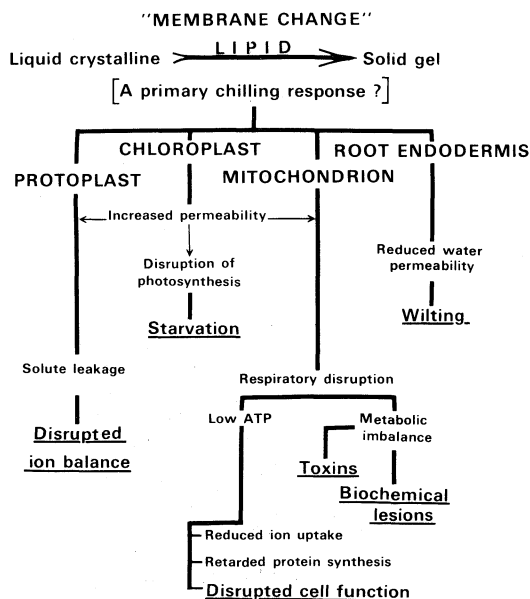 "MEMBRANE CHANGE"
LIPID
Liquid crystalline
Solid gel
[A primary chilling response ?]
CHLOROPLAST
ROOT ENDODERMIS
PROTOPLAST
MITOCHONDRION
Increased permeability
Reduced water
permeability
Disruption of
photosynthesis
Wilting
Starvation
Solute leakage
Respiratory disruption
Low ATP
Metabolic
imbalance
Disrupted
ion balance
Toxins
Biochemical
lesions
Reduced ion uptake
Retarded protein synthesis
Disrupted cell function